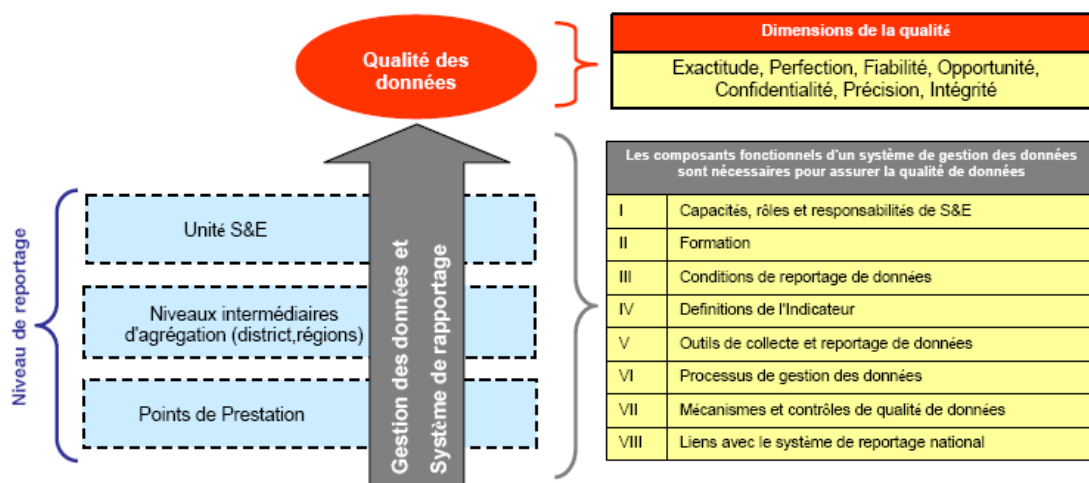 Qualité des
données
Dimensions de la qualité
Exactitude, Perfection, Fiabilité, Opportunité,
Confidentialité, Précision, Intégrité
Niveau de reportage
Unité S&E
Niveaux intermédiaires
d'agrégation (district,régions)
Points de Prestation
Gestion des données et
Système de rapportage
Les composants fonctionnels d'un système de gestion des données
sont nécessaires pour assurer la qualité de données
I Capacités, rôles et responsabilités de S&E
II Formation
III Conditions de reportage de données
IV Definitions de l'Indicateur
V Outils de collecte et reportage de données
VI Processus de gestion des données
VII Mécanismes et contrôles de qualité de données
VIII Liens avec le système de reportage national